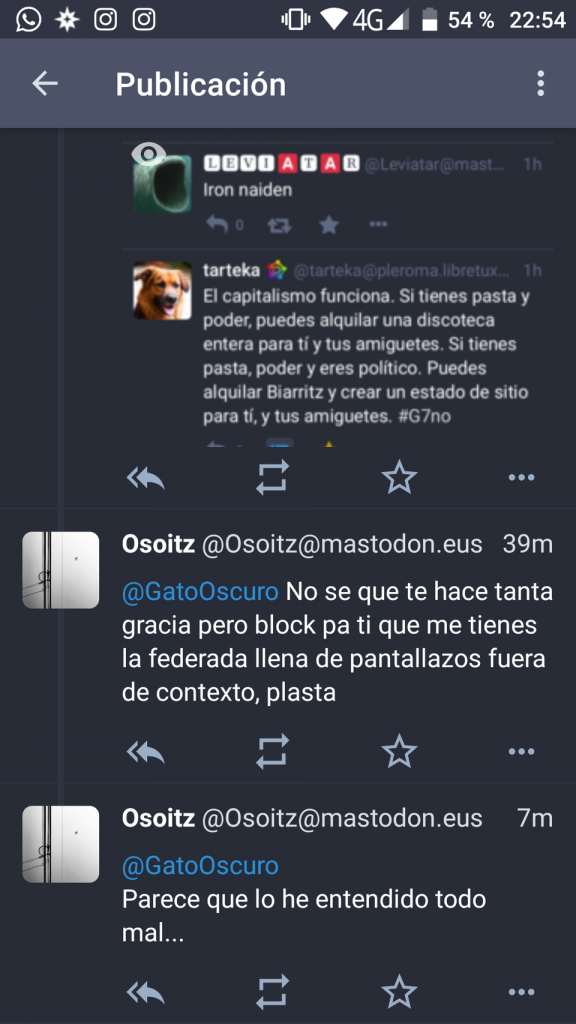 54 % 22:54
4G
Publicación
LEVIATAR @Leviatar@mast... 1h
Iron naiden
0
tarteka @tarteka@pleroma.libretux... 1h
El capitalismo funciona. Si tienes pasta y
poder, puedes alquilar una discoteca
entera para tí y tus amiguetes. Si tienes
pasta, poder y eres político. Puedes
alquilar Biarritz y crear un estado de sitio
para tí, y tus amiguetes. #G7no
Osoitz @Osoitz@mastodon.eus 39m
@GatoOscuro No se que te hace tanta
gracia pero block pa ti que me tienes
la federada llena de pantallazos fuera
de contexto, plasta
Osoitz @Osoitz@mastodon.eus 7m
@GatoOscuro
Parece que lo he entendido todo
mal...